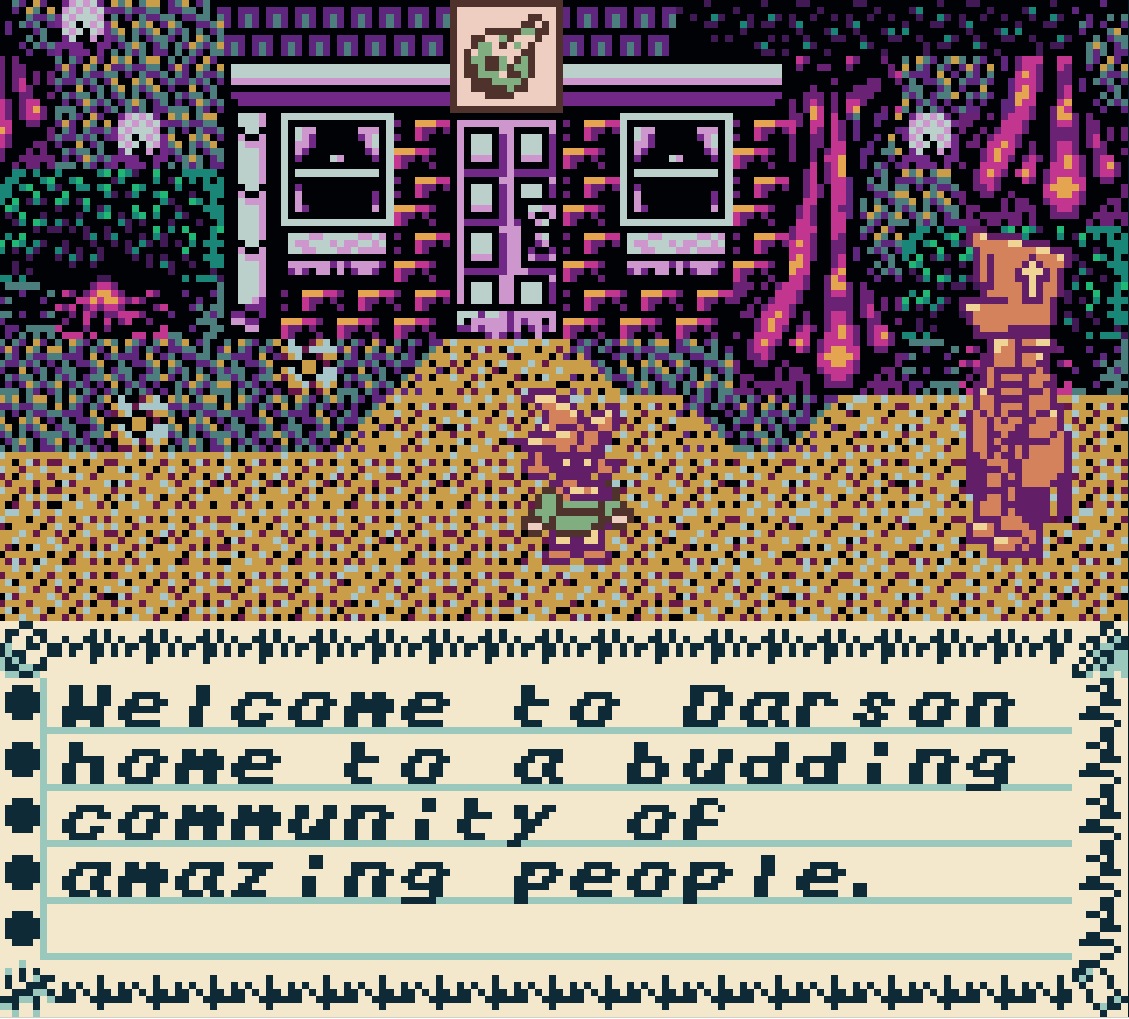 Welcome to Darson
home to a budding
community of
amazing people.